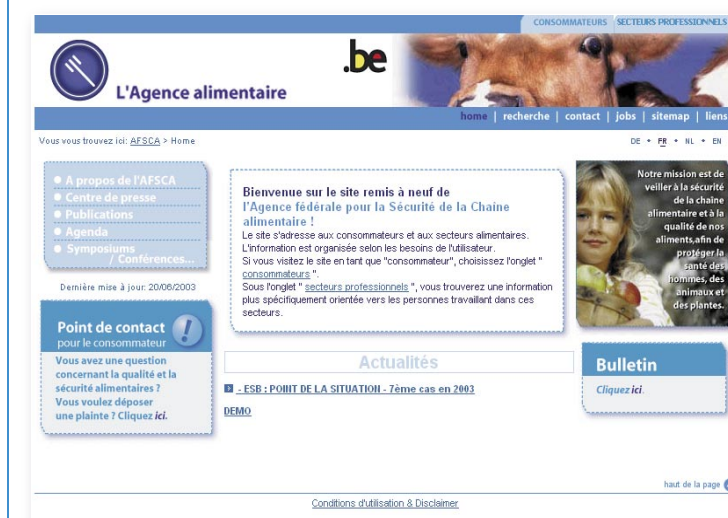 CONSOMMATEURS SECTEURS PROFESSIONNELS
.be
L'Agence alimentaire
home | recherche | contact | jobs | sitemap | liens
Vous vous trouvez ici: AFSCA > Home
DE FR NL EN
A propos de l'AFSCA
Centre de presse
Publications
Agenda
Symposiums
/ Conférences...
Dernière mise à jour: 20/06/2003
Point de contact
pour le consommateur
Vous avez une question
concernant la qualité et la
sécurité alimentaires ?
Vous voulez déposer
une plainte ? Cliquez ici.
Bienvenue sur le site remis à neuf de
l'Agence fédérale pour la Sécurité de la Chaîne
alimentaire !
Le site s'adresse aux consommateurs et aux secteurs alimentaires.
L'information est organisée selon les besoins de l'utilisateur.
Si vous visitez le site en tant que "consommateur", choisissez l'onglet "
consommateurs ".
Sous l'onglet " secteurs professionnels ", vous trouverez une information
plus spécifiquement orientée vers les personnes travaillant dans ces
secteurs.
Actualités
- ESB : POINT DE LA SITUATION - 7ème cas en 2003
DEMO
Notre mission est de
veiller à la sécurité
de la chaîne
alimentaire et à la
qualité de nos
aliments,afin de
protéger la
santé des
hommes, des
animaux et
des plantes.
Bulletin
Cliquez ici.
haut de la page
Conditions d'utilisation & Disclaimer